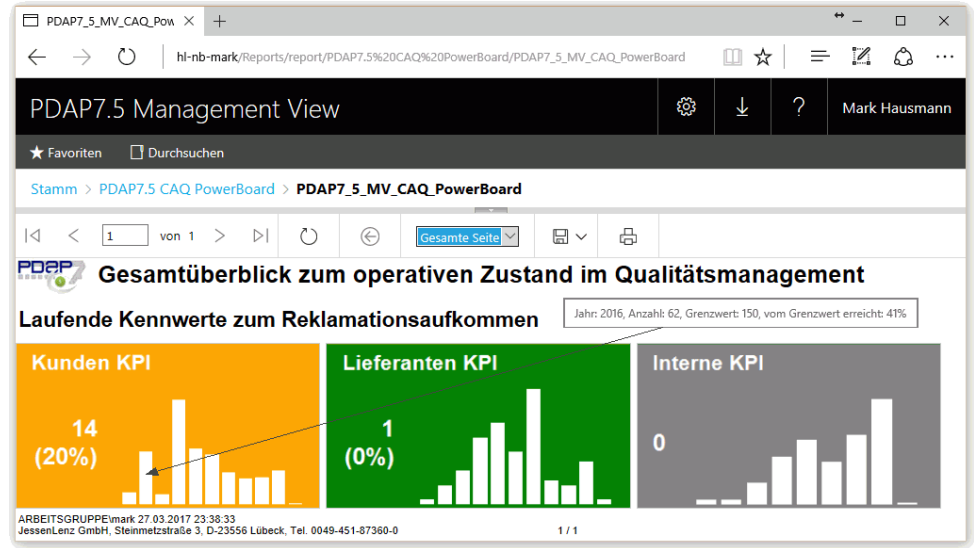 PDAP7_5_MV_CAQ_Pow
hl-nb-mark/Reports/report/PDAP7.5%20CAQ%20PowerBoard/PDAP7_5_MV_CAQ_PowerBoard
PDAP7.5 Management View
? Mark Hausmann
Favoriten Durchsuchen
Stamm > PDAP7.5 CAQ PowerBoard > PDAP7_5_MV_CAQ_PowerBoard
1 von 1 Gesamte Seite
PDAP7 Gesamtüberblick zum operativen Zustand im Qualitätsmanagement
Laufende Kennwerte zum Reklamationsaufkommen
Jahr: 2016, Anzahl: 62, Grenzwert: 150, vom Grenzwert erreicht: 41%
Kunden KPI
14
(20%)
Lieferanten KPI
1
(0%)
Interne KPI
0
ARBEITSGRUPPE\mark 27.03.2017 23:38:33
JessenLenz GmbH, Steinmetzstraße 3, D-23556 Lübeck, Tel. 0049-451-87360-0 1 / 1